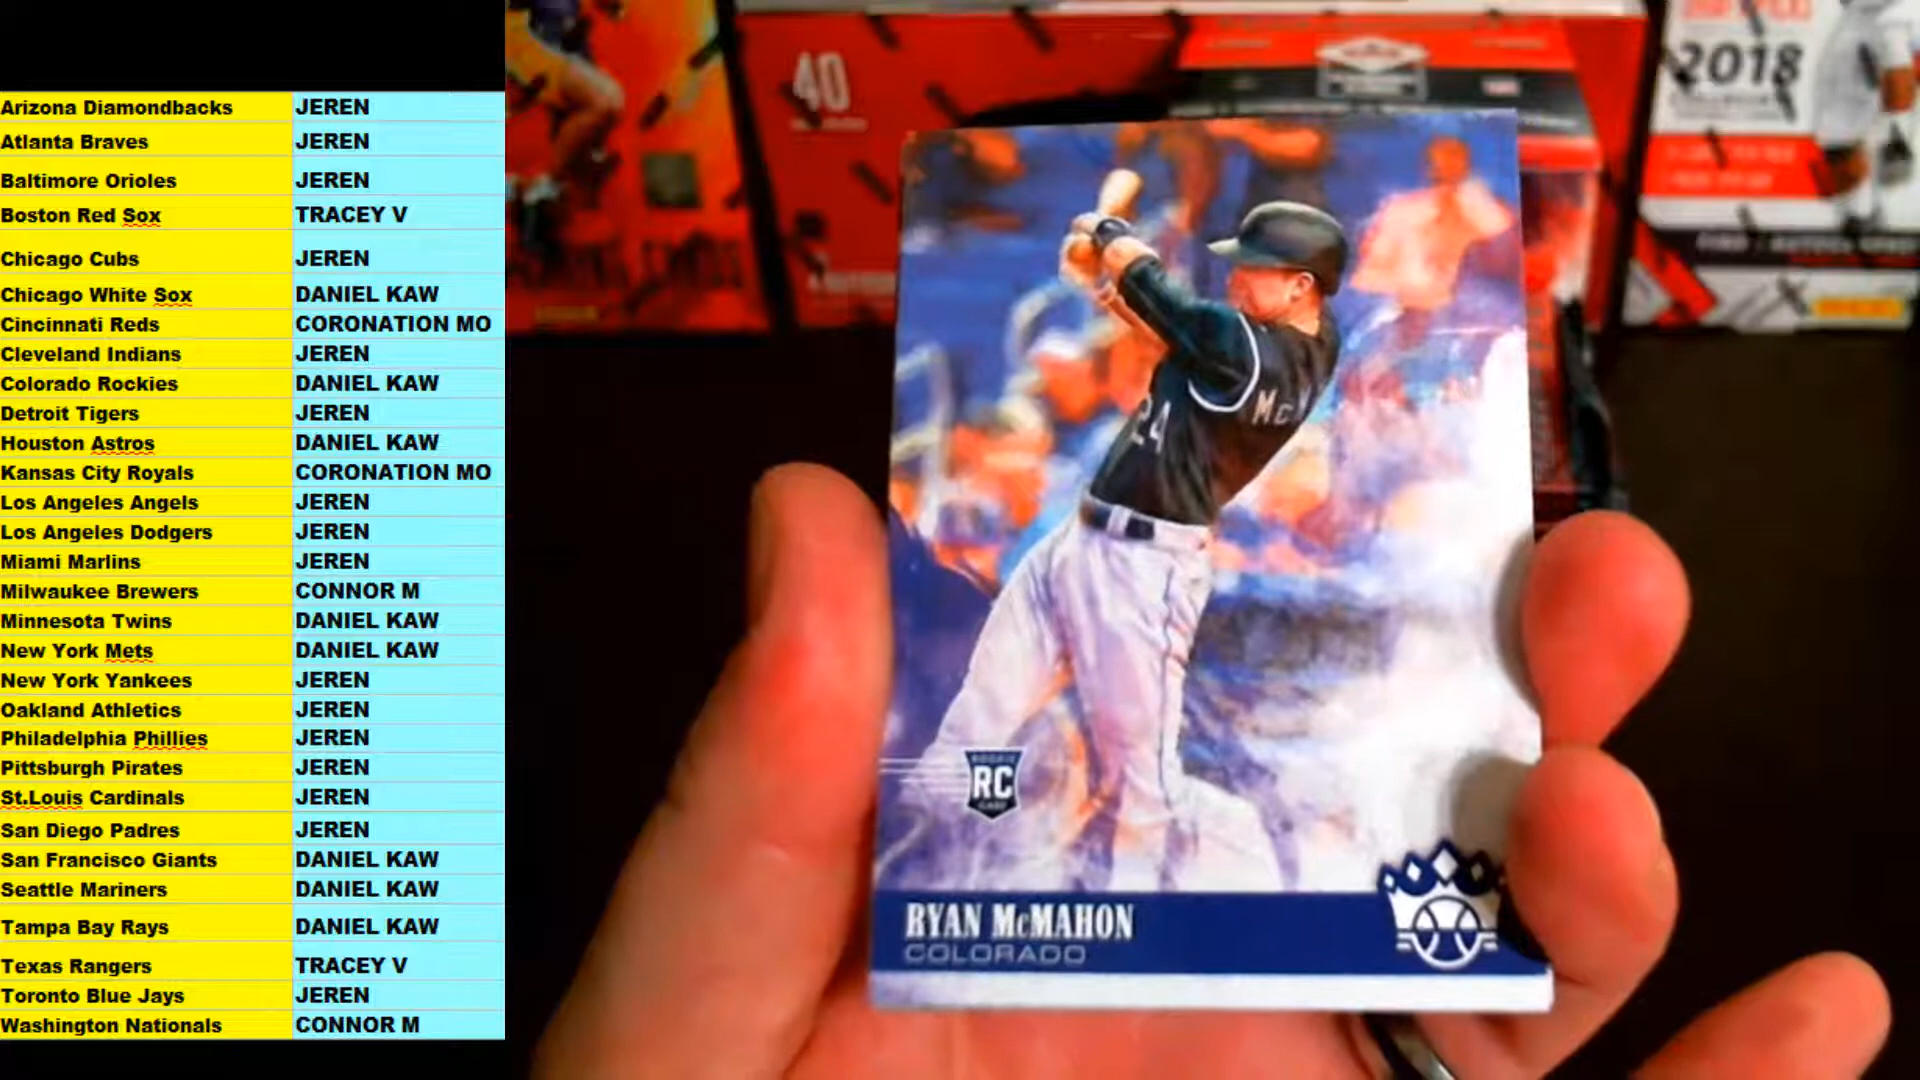 Arizona Diamondbacks JEREN
Atlanta Braves JEREN
Baltimore Orioles JEREN
Boston Red Sox TRACEY V
Chicago Cubs JEREN
Chicago White Sox DANIEL KAW
Cincinnati Reds CORONATION MO
Cleveland Indians JEREN
Colorado Rockies DANIEL KAW
Detroit Tigers JEREN
Houston Astros DANIEL KAW
Kansas City Royals CORONATION MO
Los Angeles Angels JEREN
Los Angeles Dodgers JEREN
Miami Marlins JEREN
Milwaukee Brewers CONNOR M
Minnesota Twins DANIEL KAW
New York Mets DANIEL KAW
New York Yankees JEREN
Oakland Athletics JEREN
Philadelphia Phillies JEREN
Pittsburgh Pirates JEREN
St.Louis Cardinals JEREN
San Diego Padres JEREN
San Francisco Giants DANIEL KAW
Seattle Mariners DANIEL KAW
Tampa Bay Rays DANIEL KAW
Texas Rangers TRACEY V
Toronto Blue Jays JEREN
Washington Nationals CONNOR M
40
2018
24
McM
ROOKIE
RC
CARD
RYAN McMAHON
COLORADO